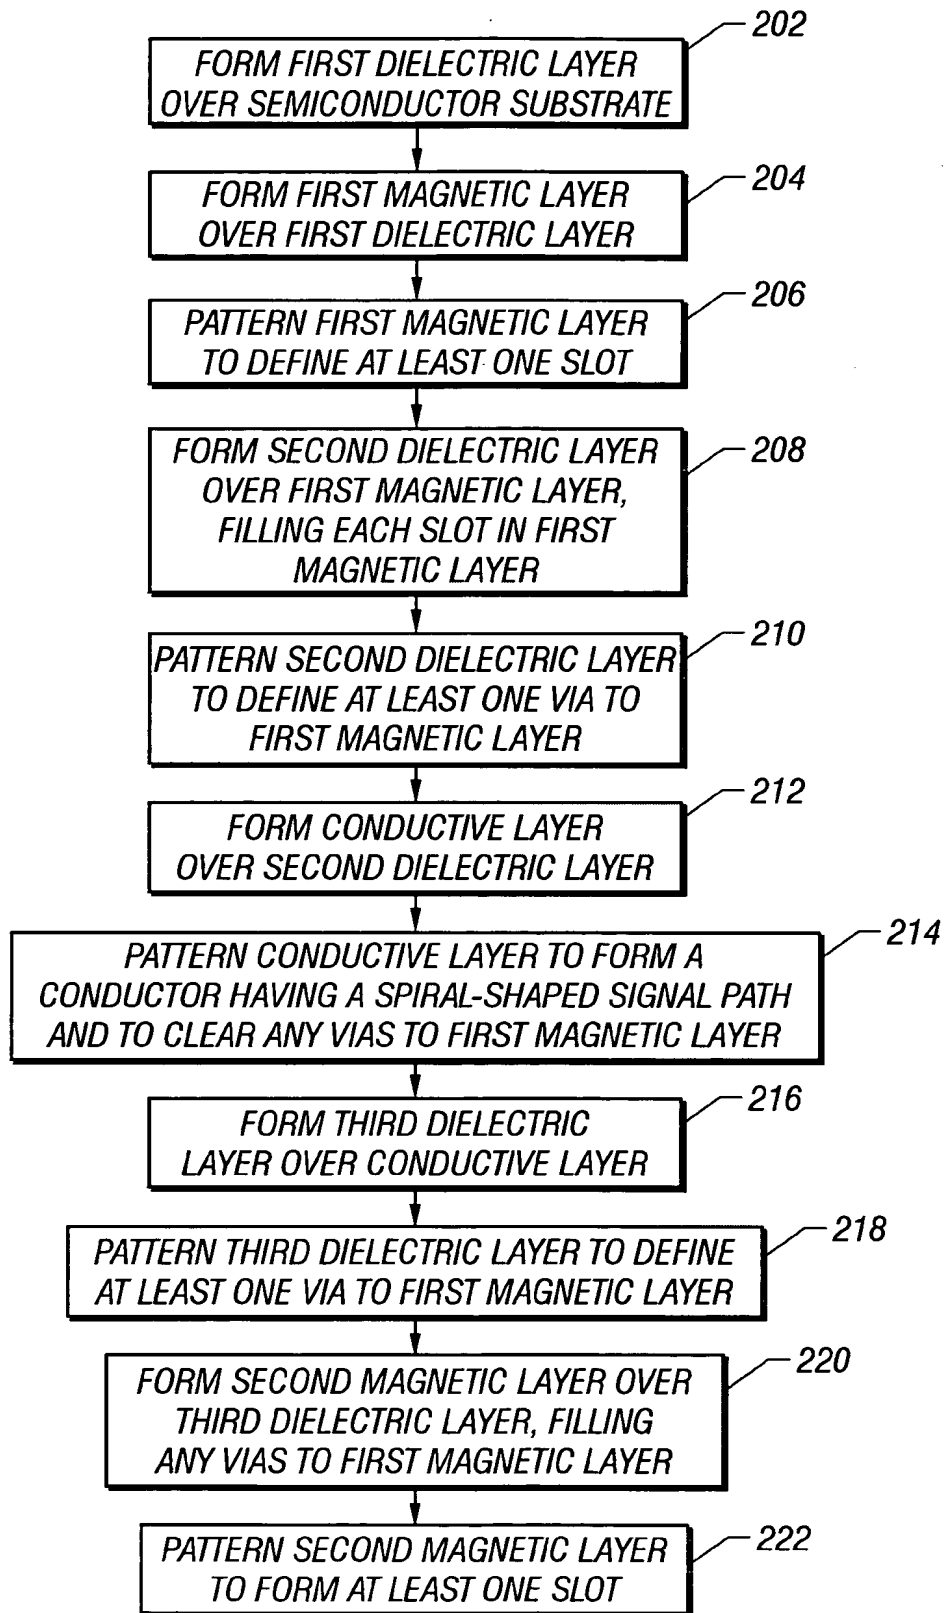 202
FORM FIRST DIELECTRIC LAYER
OVER SEMICONDUCTOR SUBSTRATE
204
FORM FIRST MAGNETIC LAYER
OVER FIRST DIELECTRIC LAYER
206
PATTERN FIRST MAGNETIC LAYER
TO DEFINE AT LEAST ONE SLOT
208
FORM SECOND DIELECTRIC LAYER
OVER FIRST MAGNETIC LAYER,
FILLING EACH SLOT IN FIRST
MAGNETIC LAYER
210
PATTERN SECOND DIELECTRIC LAYER
TO DEFINE AT LEAST ONE VIA TO
FIRST MAGNETIC LAYER
212
FORM CONDUCTIVE LAYER
OVER SECOND DIELECTRIC LAYER
214
PATTERN CONDUCTIVE LAYER TO FORM A
CONDUCTOR HAVING A SPIRAL-SHAPED SIGNAL PATH
AND TO CLEAR ANY VIAS TO FIRST MAGNETIC LAYER
216
FORM THIRD DIELECTRIC
LAYER OVER CONDUCTIVE LAYER
218
PATTERN THIRD DIELECTRIC LAYER TO DEFINE
AT LEAST ONE VIA TO FIRST MAGNETIC LAYER
220
FORM SECOND MAGNETIC LAYER OVER
THIRD DIELECTRIC LAYER, FILLING
ANY VIAS TO FIRST MAGNETIC LAYER
222
PATTERN SECOND MAGNETIC LAYER
TO FORM AT LEAST ONE SLOT